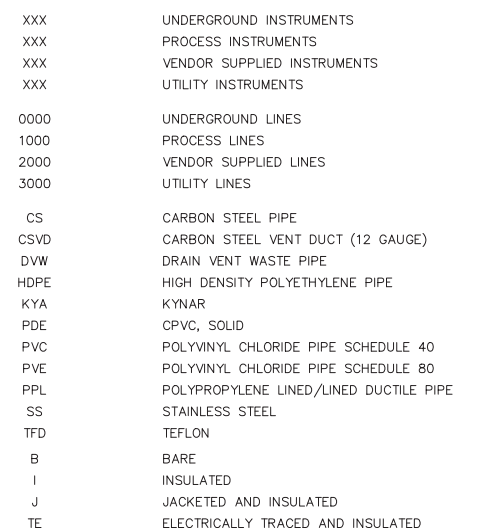 XXX UNDERGROUND INSTRUMENTS
XXX PROCESS INSTRUMENTS
XXX VENDOR SUPPLIED INSTRUMENTS
XXX UTILITY INSTRUMENTS
0000 UNDERGROUND LINES
1000 PROCESS LINES
2000 VENDOR SUPPLIED LINES
3000 UTILITY LINES
CS CARBON STEEL PIPE
CSVD CARBON STEEL VENT DUCT (12 GAUGE)
DVW DRAIN VENT WASTE PIPE
HDPE HIGH DENSITY POLYETHYLENE PIPE
KYA KYNAR
PDE CPVC, SOLID
PVC POLYVINYL CHLORIDE PIPE SCHEDULE 40
PVE POLYVINYL CHLORIDE PIPE SCHEDULE 80
PPL POLYPROPYLENE LINED/LINED DUCTILE PIPE
SS STAINLESS STEEL
TFD TEFLON
B BARE
I INSULATED
J JACKETED AND INSULATED
TE ELECTRICALLY TRACED AND INSULATED